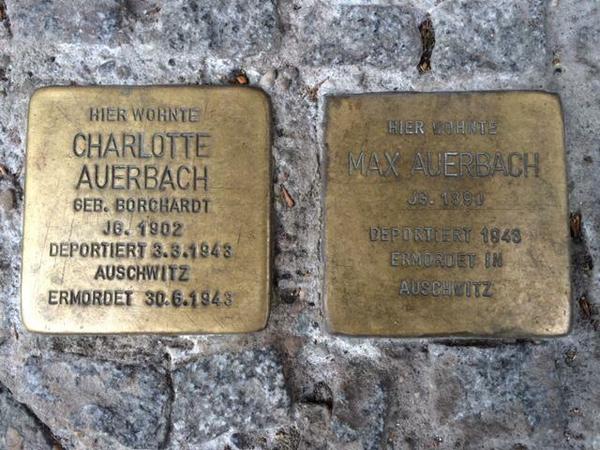 HIER WOHNTE
CHARLOTTE
AUERBACH
GEB. BORCHARDT
JG. 1902
DEPORTIERT 3.3.1943
AUSCHWITZ
ERMORDET 30.6.1943
HIER WOHNTE
MAX AUERBACH
JG. 1890
DEPORTIERT 1943
ERMORDET IN
AUSCHWITZ